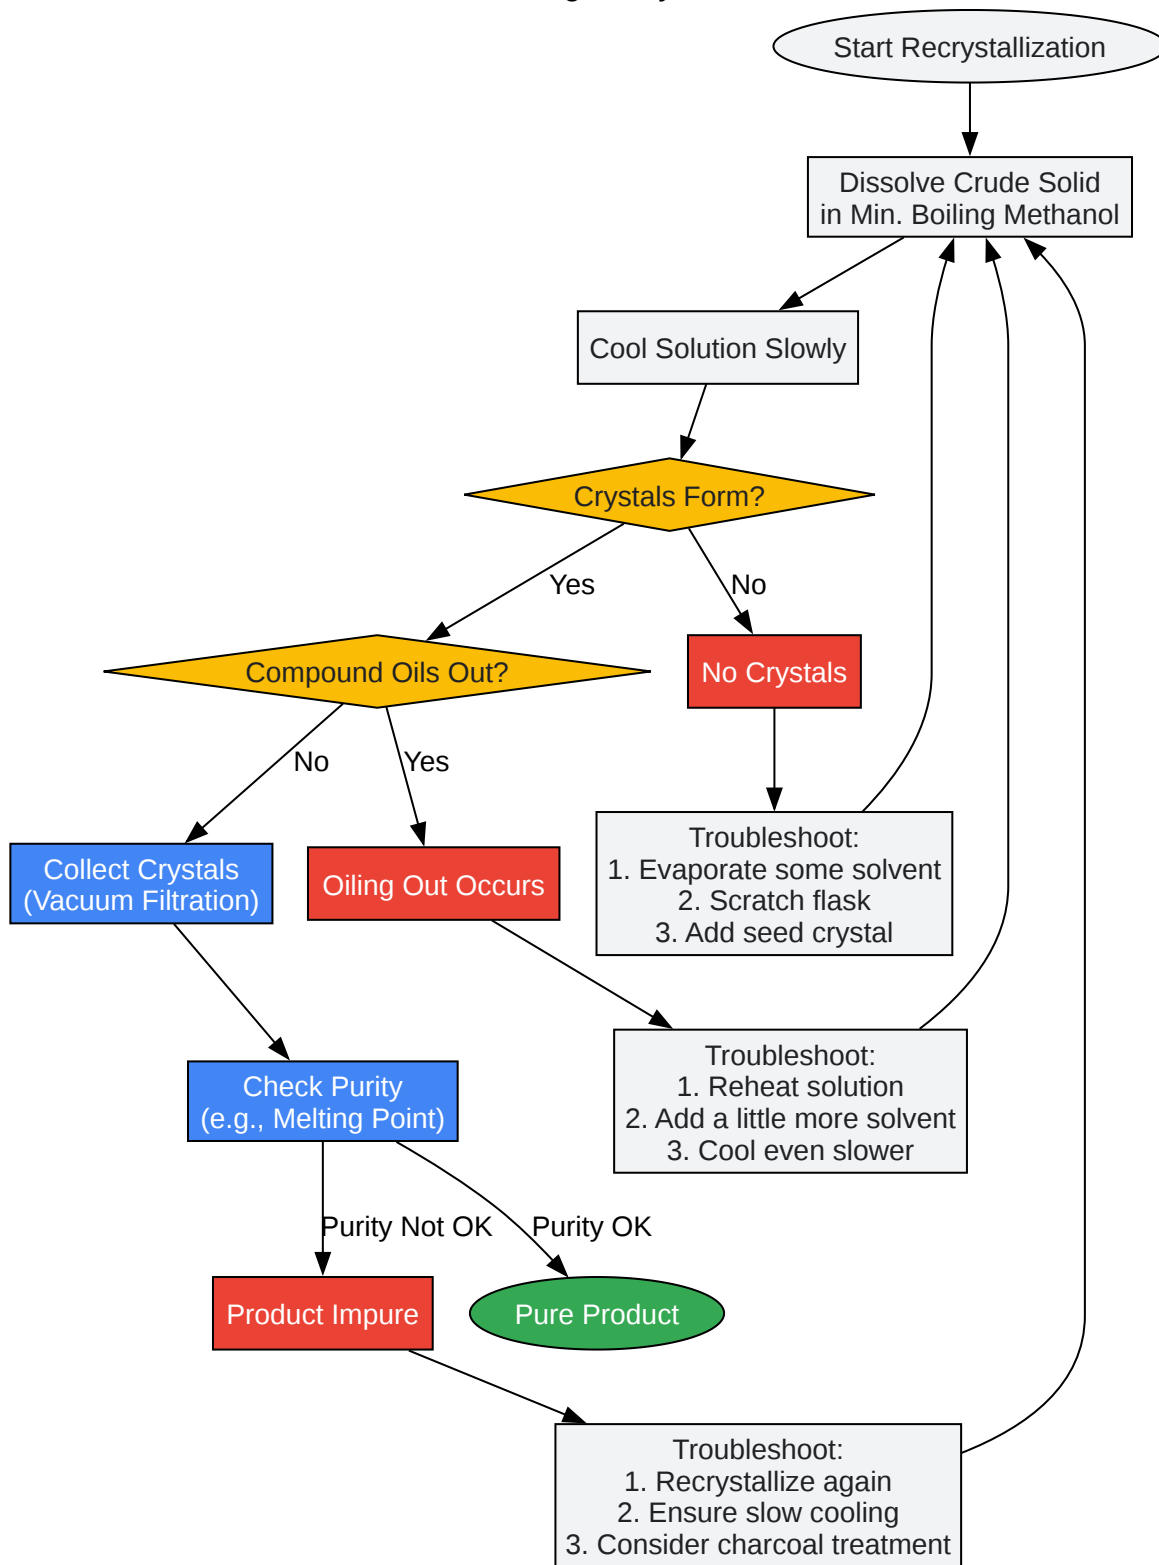 Start Recrystallization
Dissolve Crude Solid
in Min. Boiling Methanol
Cool Solution Slowly
Crystals Form?
Yes
No
Compound Oils Out?
No Crystals
No
Yes
Collect Crystals
(Vacuum Filtration)
Oiling Out Occurs
Troubleshoot:
1. Evaporate some solvent
2. Scratch flask
3. Add seed crystal
Check Purity
(e.g., Melting Point)
Troubleshoot:
1. Reheat solution
2. Add a little more solvent
3. Cool even slower
Purity Not OK
Purity OK
Product Impure
Pure Product
Troubleshoot:
1. Recrystallize again
2. Ensure slow cooling
3. Consider charcoal treatment